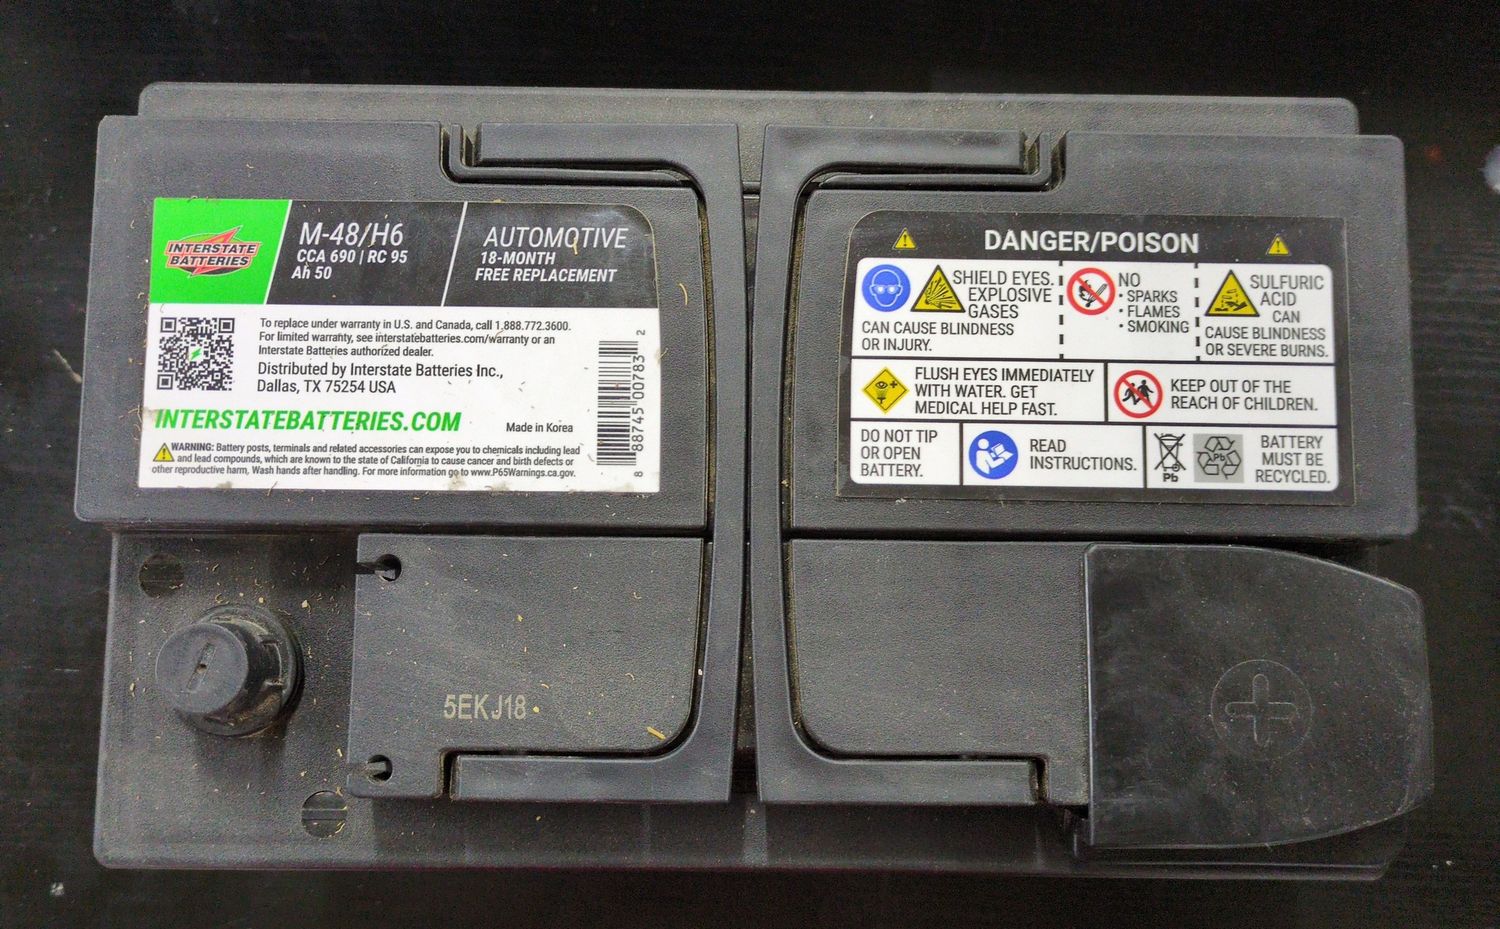 INTERSTATE
BATTERIES
M-48/H6
CCA 690 | RC 95
Ah 50
AUTOMOTIVE
18-MONTH
FREE REPLACEMENT
To replace under warranty in U.S. and Canada, call 1.888.772.3600.
For limited warranty, see interstatebatteries.com/warranty or an
Interstate Batteries authorized dealer.
Distributed by Interstate Batteries Inc.,
Dallas, TX 75254 USA
INTERSTATEBATTERIES.COM
Made in Korea
WARNING: Battery posts, terminals and related accessories can expose you to chemicals including lead
and lead compounds, which are known to the state of California to cause cancer and birth defects or
other reproductive harm, Wash hands after handling. For more information go to www.P65Warnings.ca.gov.
8 88745 00783 2
DANGER/POISON
SHIELD EYES.
EXPLOSIVE
GASES
CAN CAUSE BLINDNESS
OR INJURY.
NO
• SPARKS
• FLAMES
• SMOKING
SULFURIC
ACID
CAN
CAUSE BLINDNESS
OR SEVERE BURNS.
FLUSH EYES IMMEDIATELY
WITH WATER. GET
MEDICAL HELP FAST.
KEEP OUT OF THE
REACH OF CHILDREN.
DO NOT TIP
OR OPEN
BATTERY.
READ
INSTRUCTIONS.
Pb
Pb
BATTERY
MUST BE
RECYCLED.
5EKJ18
+